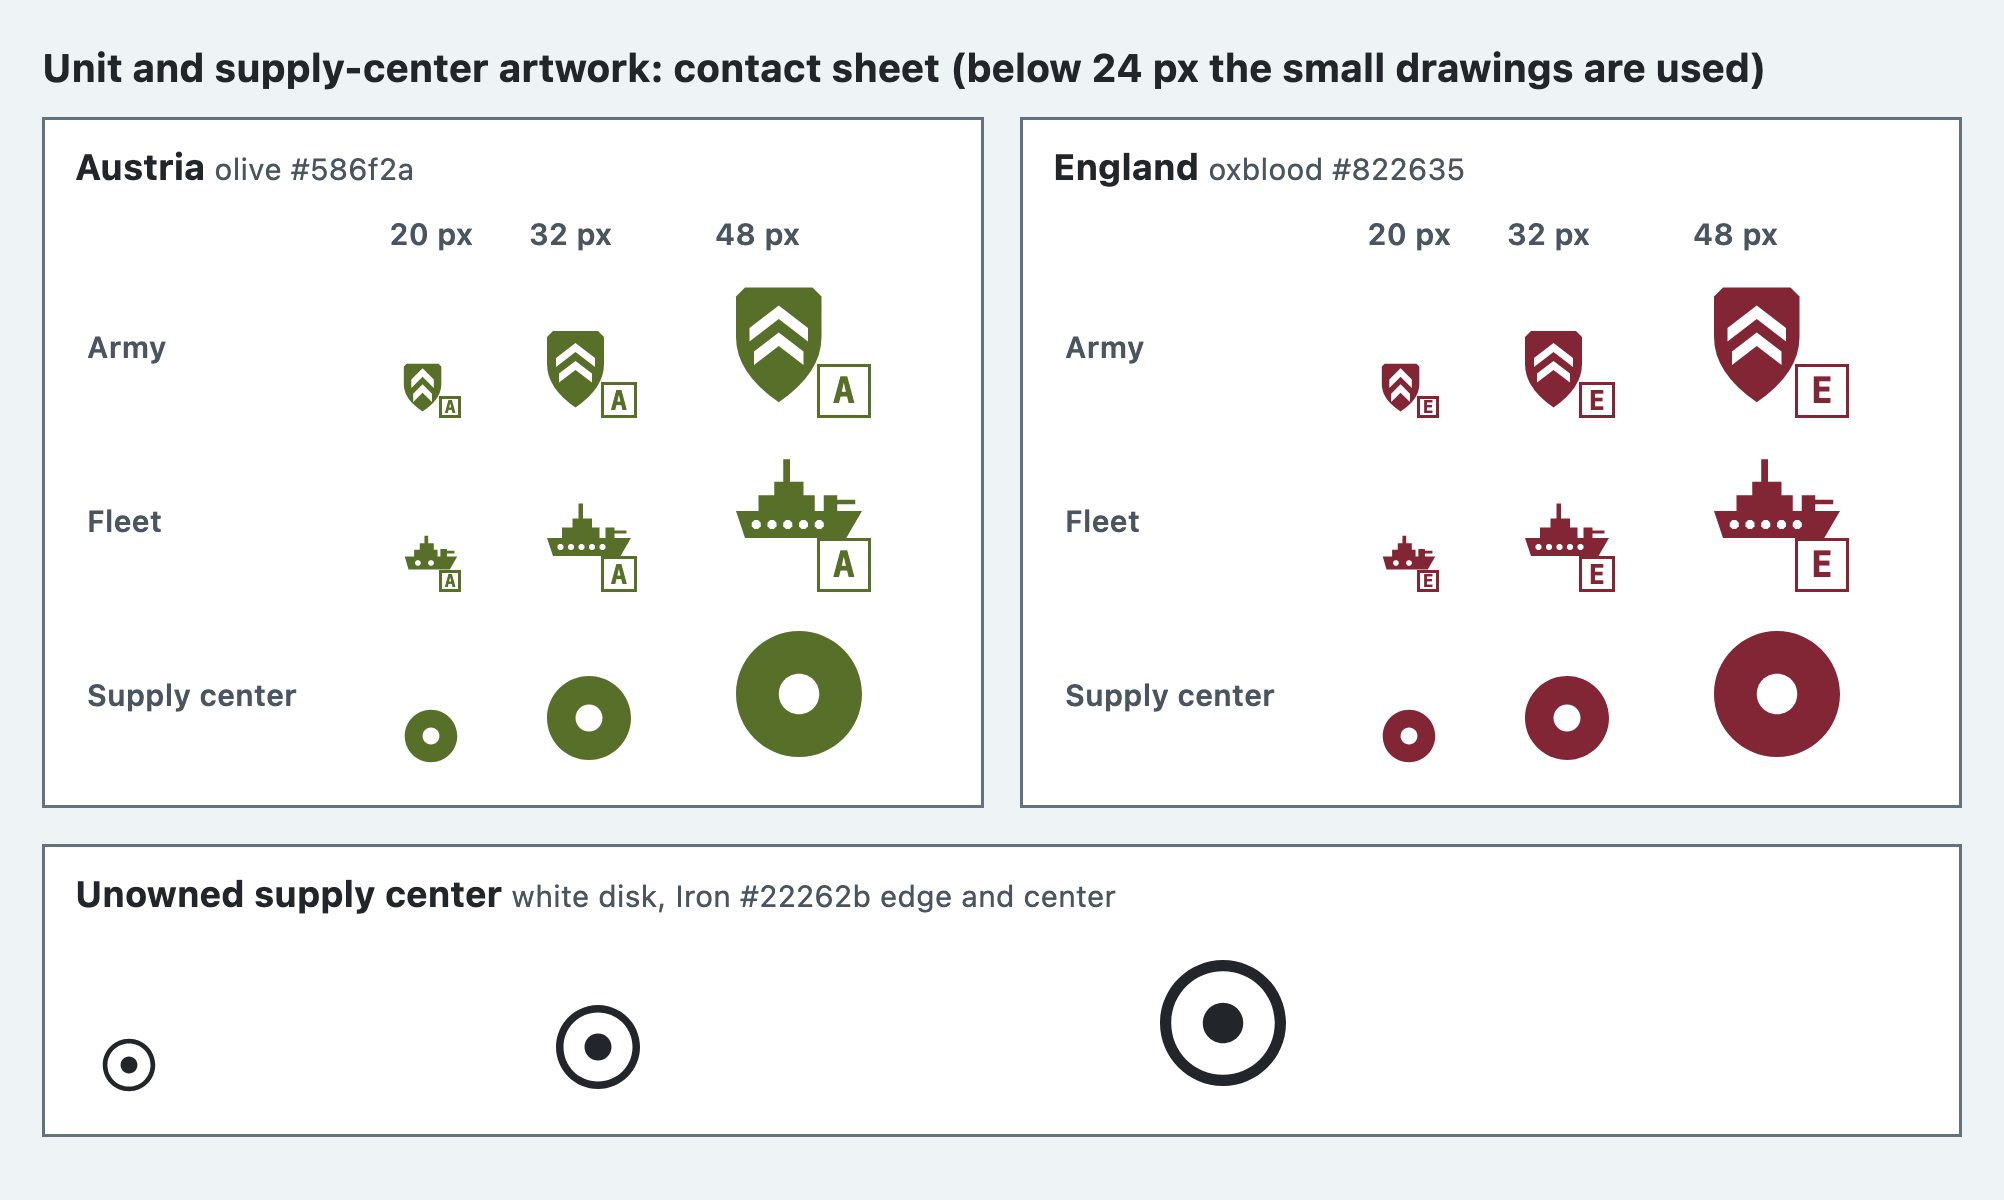 Unit and supply-center artwork: contact sheet (below 24 px the small drawings are used)
Austria olive #586f2a
20 px 32 px 48 px
Army
A A A
Fleet
A A A
Supply center
England oxblood #822635
20 px 32 px 48 px
Army
E E E
Fleet
E E E
Supply center
Unowned supply center white disk, Iron #22262b edge and center